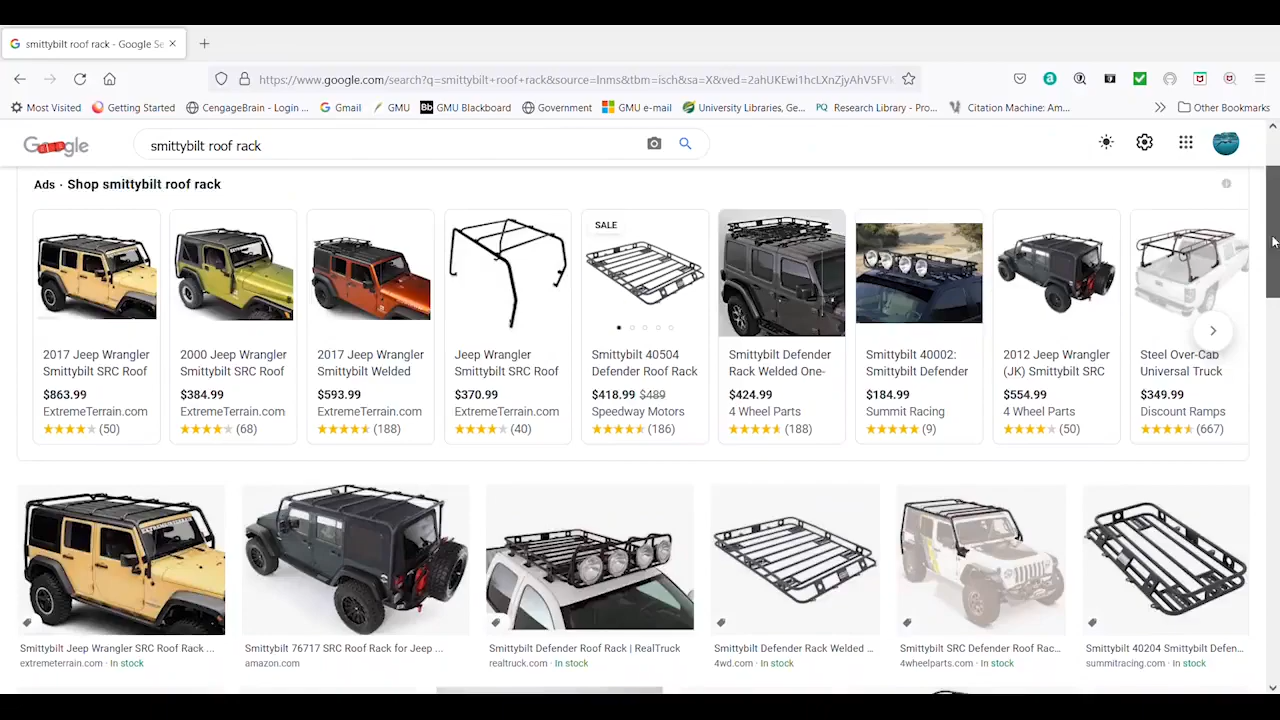 smittybilt roof rack - Google Se
https://www.google.com/search?q=smittybilt+roof+rack&source=lnms&tbm=isch&sa=X&ved=2ahUKEwi1hcLXnZjyAhV5FVk
Most Visited
Getting Started
CengageBrain - Login ...
Gmail
GMU
Bb GMU Blackboard
Government
GMU e-mail
University Libraries, Ge...
PQ Research Library - Pro...
Citation Machine: Am...
Other Bookmarks
Google
smittybilt roof rack
Ads · Shop smittybilt roof rack
2017 Jeep Wrangler
Smittybilt SRC Roof
$863.99
ExtremeTerrain.com
(50)
2000 Jeep Wrangler
Smittybilt SRC Roof
$384.99
ExtremeTerrain.com
(68)
2017 Jeep Wrangler
Smittybilt Welded
$593.99
ExtremeTerrain.com
(188)
Jeep Wrangler
Smittybilt SRC Roof
$370.99
ExtremeTerrain.com
(40)
SALE
Smittybilt 40504
Defender Roof Rack
$418.99 $489
Speedway Motors
(186)
Smittybilt Defender
Rack Welded One-
$424.99
4 Wheel Parts
(188)
Smittybilt 40002:
Smittybilt Defender
$184.99
Summit Racing
(9)
2012 Jeep Wrangler
(JK) Smittybilt SRC
$554.99
4 Wheel Parts
(50)
Steel Over-Cab
Universal Truck
$349.99
Discount Ramps
(667)
Smittybilt Jeep Wrangler SRC Roof Rack ...
extremeterrain.com · In stock
Smittybilt 76717 SRC Roof Rack for Jeep ...
amazon.com
Smittybilt Defender Roof Rack | RealTruck
realtruck.com · In stock
Smittybilt Defender Rack Welded ...
4wd.com · In stock
Smittybilt SRC Defender Roof Rac...
4wheelparts.com · In stock
Smittybilt 40204 Smittybilt Defen...
summitracing.com · In stock